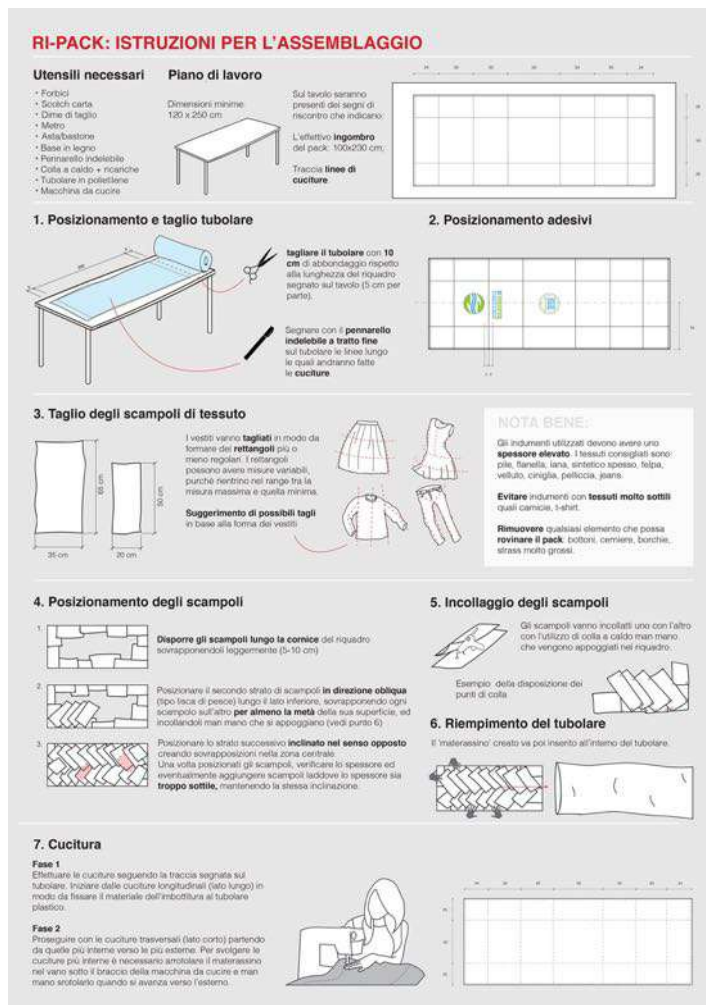 RI-PACK: ISTRUZIONI PER L'ASSEMBLAGGIO
Utensili necessari
• Forbici
• Scotch carta
• Dime di taglio
• Metro
• Asta/bastone
• Base in legno
• Pennarello indelebile
• Colla a caldo + ricariche
• Tubolare in polietilene
• Macchina da cucire
Piano di lavoro
Dimensioni minime
120 x 250 cm
Sul tavolo saranno
presenti dei segni di
riscontro che indicano:
L'effettivo ingombro
del pack: 100x230 cm;
Traccia linee di
cuciture.
1. Posizionamento e taglio tubolare
tagliare il tubolare con 10
cm di abbondaggio rispetto
alla lunghezza del riquadro
segnato sul tavolo (5 cm per
parte).
Segnare con il pennarello
indelebile a tratto fine
sul tubolare le linee lungo
le quali andranno fatte
le cuciture.
2. Posizionamento adesivi
3. Taglio degli scampoli di tessuto
65 cm
50 cm
35 cm
20 cm
I vestiti vanno tagliati in modo da
formare dei rettangoli più o
meno regolari. I rettangoli
possono avere misure variabili,
purché rientrino nel range tra la
misura massima e quella minima.
Suggerimento di possibili tagli
in base alla forma dei vestiti
NOTA BENE:
Gli indumenti utilizzati devono avere uno
spessore elevato. I tessuti consigliati sono:
pile, flanella, lana, sintetico spesso, felpa,
velluto, ciniglia, pelliccia, jeans.
Evitare indumenti con tessuti molto sottili
quali camicie, t-shirt.
Rimuovere qualsiasi elemento che possa
rovinare il pack: bottoni, cerniere, borchie,
strass molto grossi.
4. Posizionamento degli scampoli
1.
Disporre gli scampoli lungo la cornice del riquadro
sovrapponendoli leggermente (5-10 cm)
2.
Posizionare il secondo strato di scampoli in direzione obliqua
(tipo lisca di pesce) lungo il lato inferiore, sovrapponendo ogni
scampolo sull'altro per almeno la metà della sua superficie, ed
incollandoli man mano che si appoggiano (vedi punto 6)
3.
Posizionare lo strato successivo inclinato nel senso opposto
creando sovrapposizioni nella zona centrale.
Una volta posizionati gli scampoli, verificare lo spessore ed
eventualmente aggiungere scampoli laddove lo spessore sia
troppo sottile, mantenendo la stessa inclinazione.
5. Incollaggio degli scampoli
Gli scampoli vanno incollati uno con l'altro
con l'utilizzo di colla a caldo man mano
che vengono appoggiati nel riquadro.
Esempio della disposizione dei
punti di colla
6. Riempimento del tubolare
Il 'materassino' creato va poi inserito all'interno del tubolare.
7. Cucitura
Fase 1
Effettuare le cuciture seguendo la traccia segnata sul
tubolare. Iniziare dalle cuciture longitudinali (lato lungo) in
modo da fissare il materiale dell'imbottitura al tubolare
plastico.
Fase 2
Proseguire con le cuciture trasversali (lato corto) partendo
da quelle più interne verso le più esterne. Per svolgere le
cuciture più interne è necessario arrotolare il materassino
nel vano sotto il braccio della macchina da cucire e man
mano srotolarlo quando si avanza verso l'esterno.